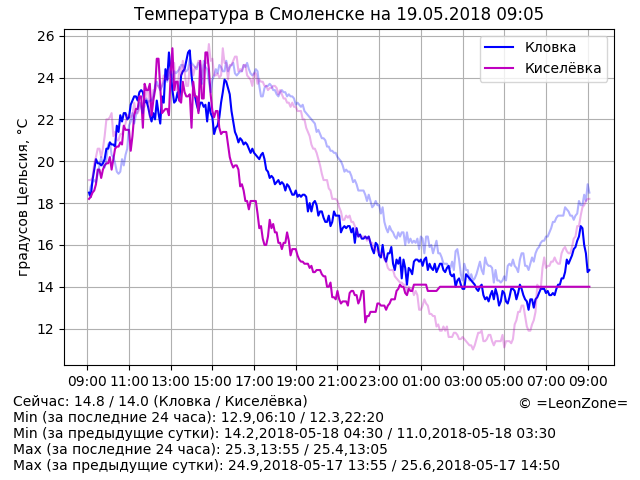 Температура в Смоленске на 19.05.2018 09:05
Кловка
Киселёвка
градусов Цельсия, °C
26
24
22
20
18
16
14
12
09:00 11:00 13:00 15:00 17:00 19:00 21:00 23:00 01:00 03:00 05:00 07:00 09:00
Сейчас: 14.8 / 14.0 (Кловка / Киселёвка)
© =LeonZone=
Min (за последние 24 часа): 12.9,06:10 / 12.3,22:20
Min (за предыдущие сутки): 14.2,2018-05-18 04:30 / 11.0,2018-05-18 03:30
Max (за последние 24 часа): 25.3,13:55 / 25.4,13:05
Max (за предыдущие сутки): 24.9,2018-05-17 13:55 / 25.6,2018-05-17 14:50